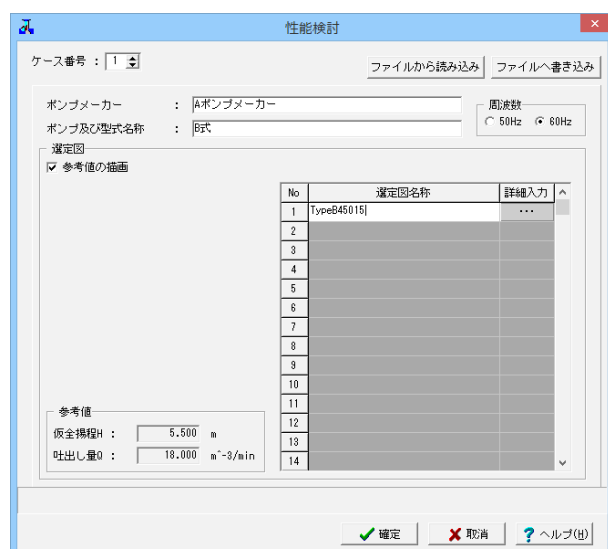 性能検討
ケース番号 : 1
ファイルから読み込み ファイルへ書き込み
ポンプメーカー : Aポンプメーカー
ポンプ及び型式名称 : B式
周波数
50Hz 60Hz
選定図
参考値の描画
No 選定図名称 詳細入力
1 TypeB45015 ...
2
3
4
5
6
7
8
9
10
11
12
13
14
参考値
仮全揚程H : 5.500 m
吐出し量Q : 18.000 m^-3/min
確定 取消 ヘルプ(H)